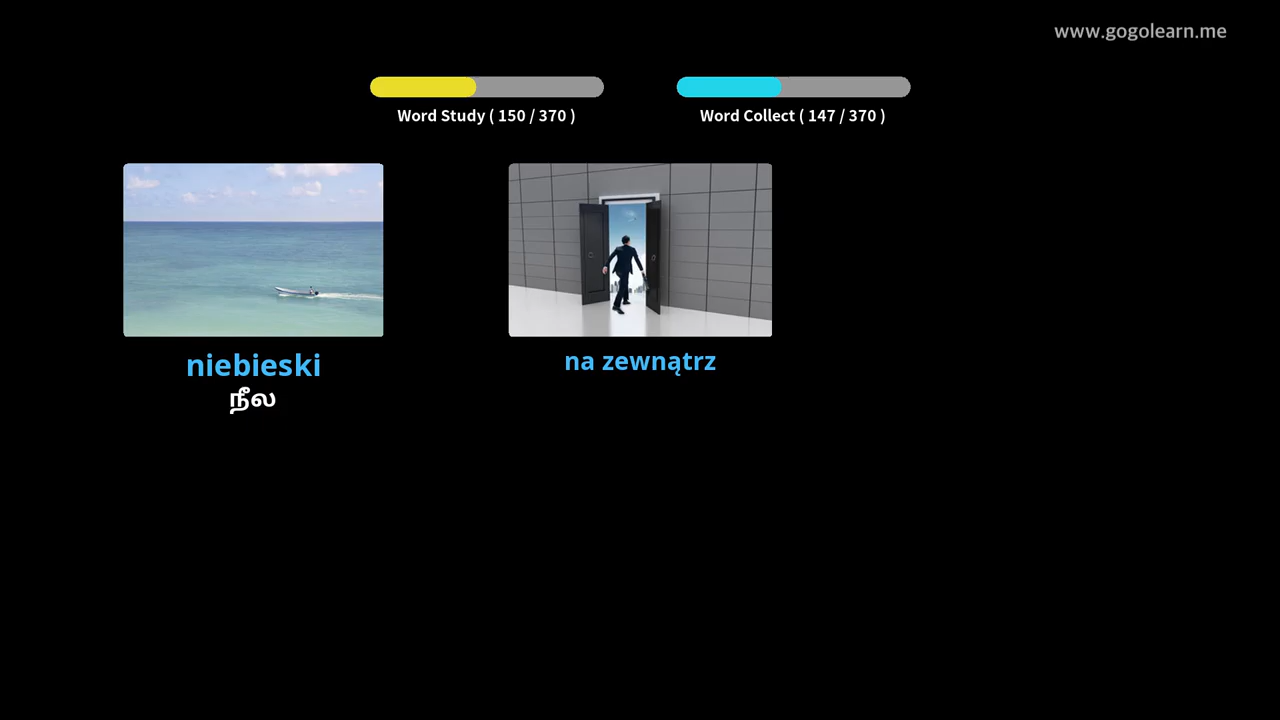 www.gogolearn.me
Word Study ( 150 / 370 )
Word Collect ( 147 / 370 )
niebieski
நீல
na zewnątrz